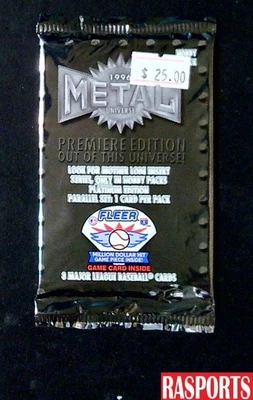 HOBBY
1996
$ 25.00
METAL
UNIVERSE
PREMIERE EDITION
OUT OF THIS UNIVERSE!
LOOK FOR MOTHER LODE INSERT
SERIES, ONLY IN HOBBY PACKS
PLATINUM EDITION
PARALLEL SET: 1 CARD PER PACK
FLEER
MILLION DOLLAR HIT
GAME PIECE INSIDE!
GAME CARD INSIDE
8 MAJOR LEAGUE BASEBALL® CARDS
RASPORTS